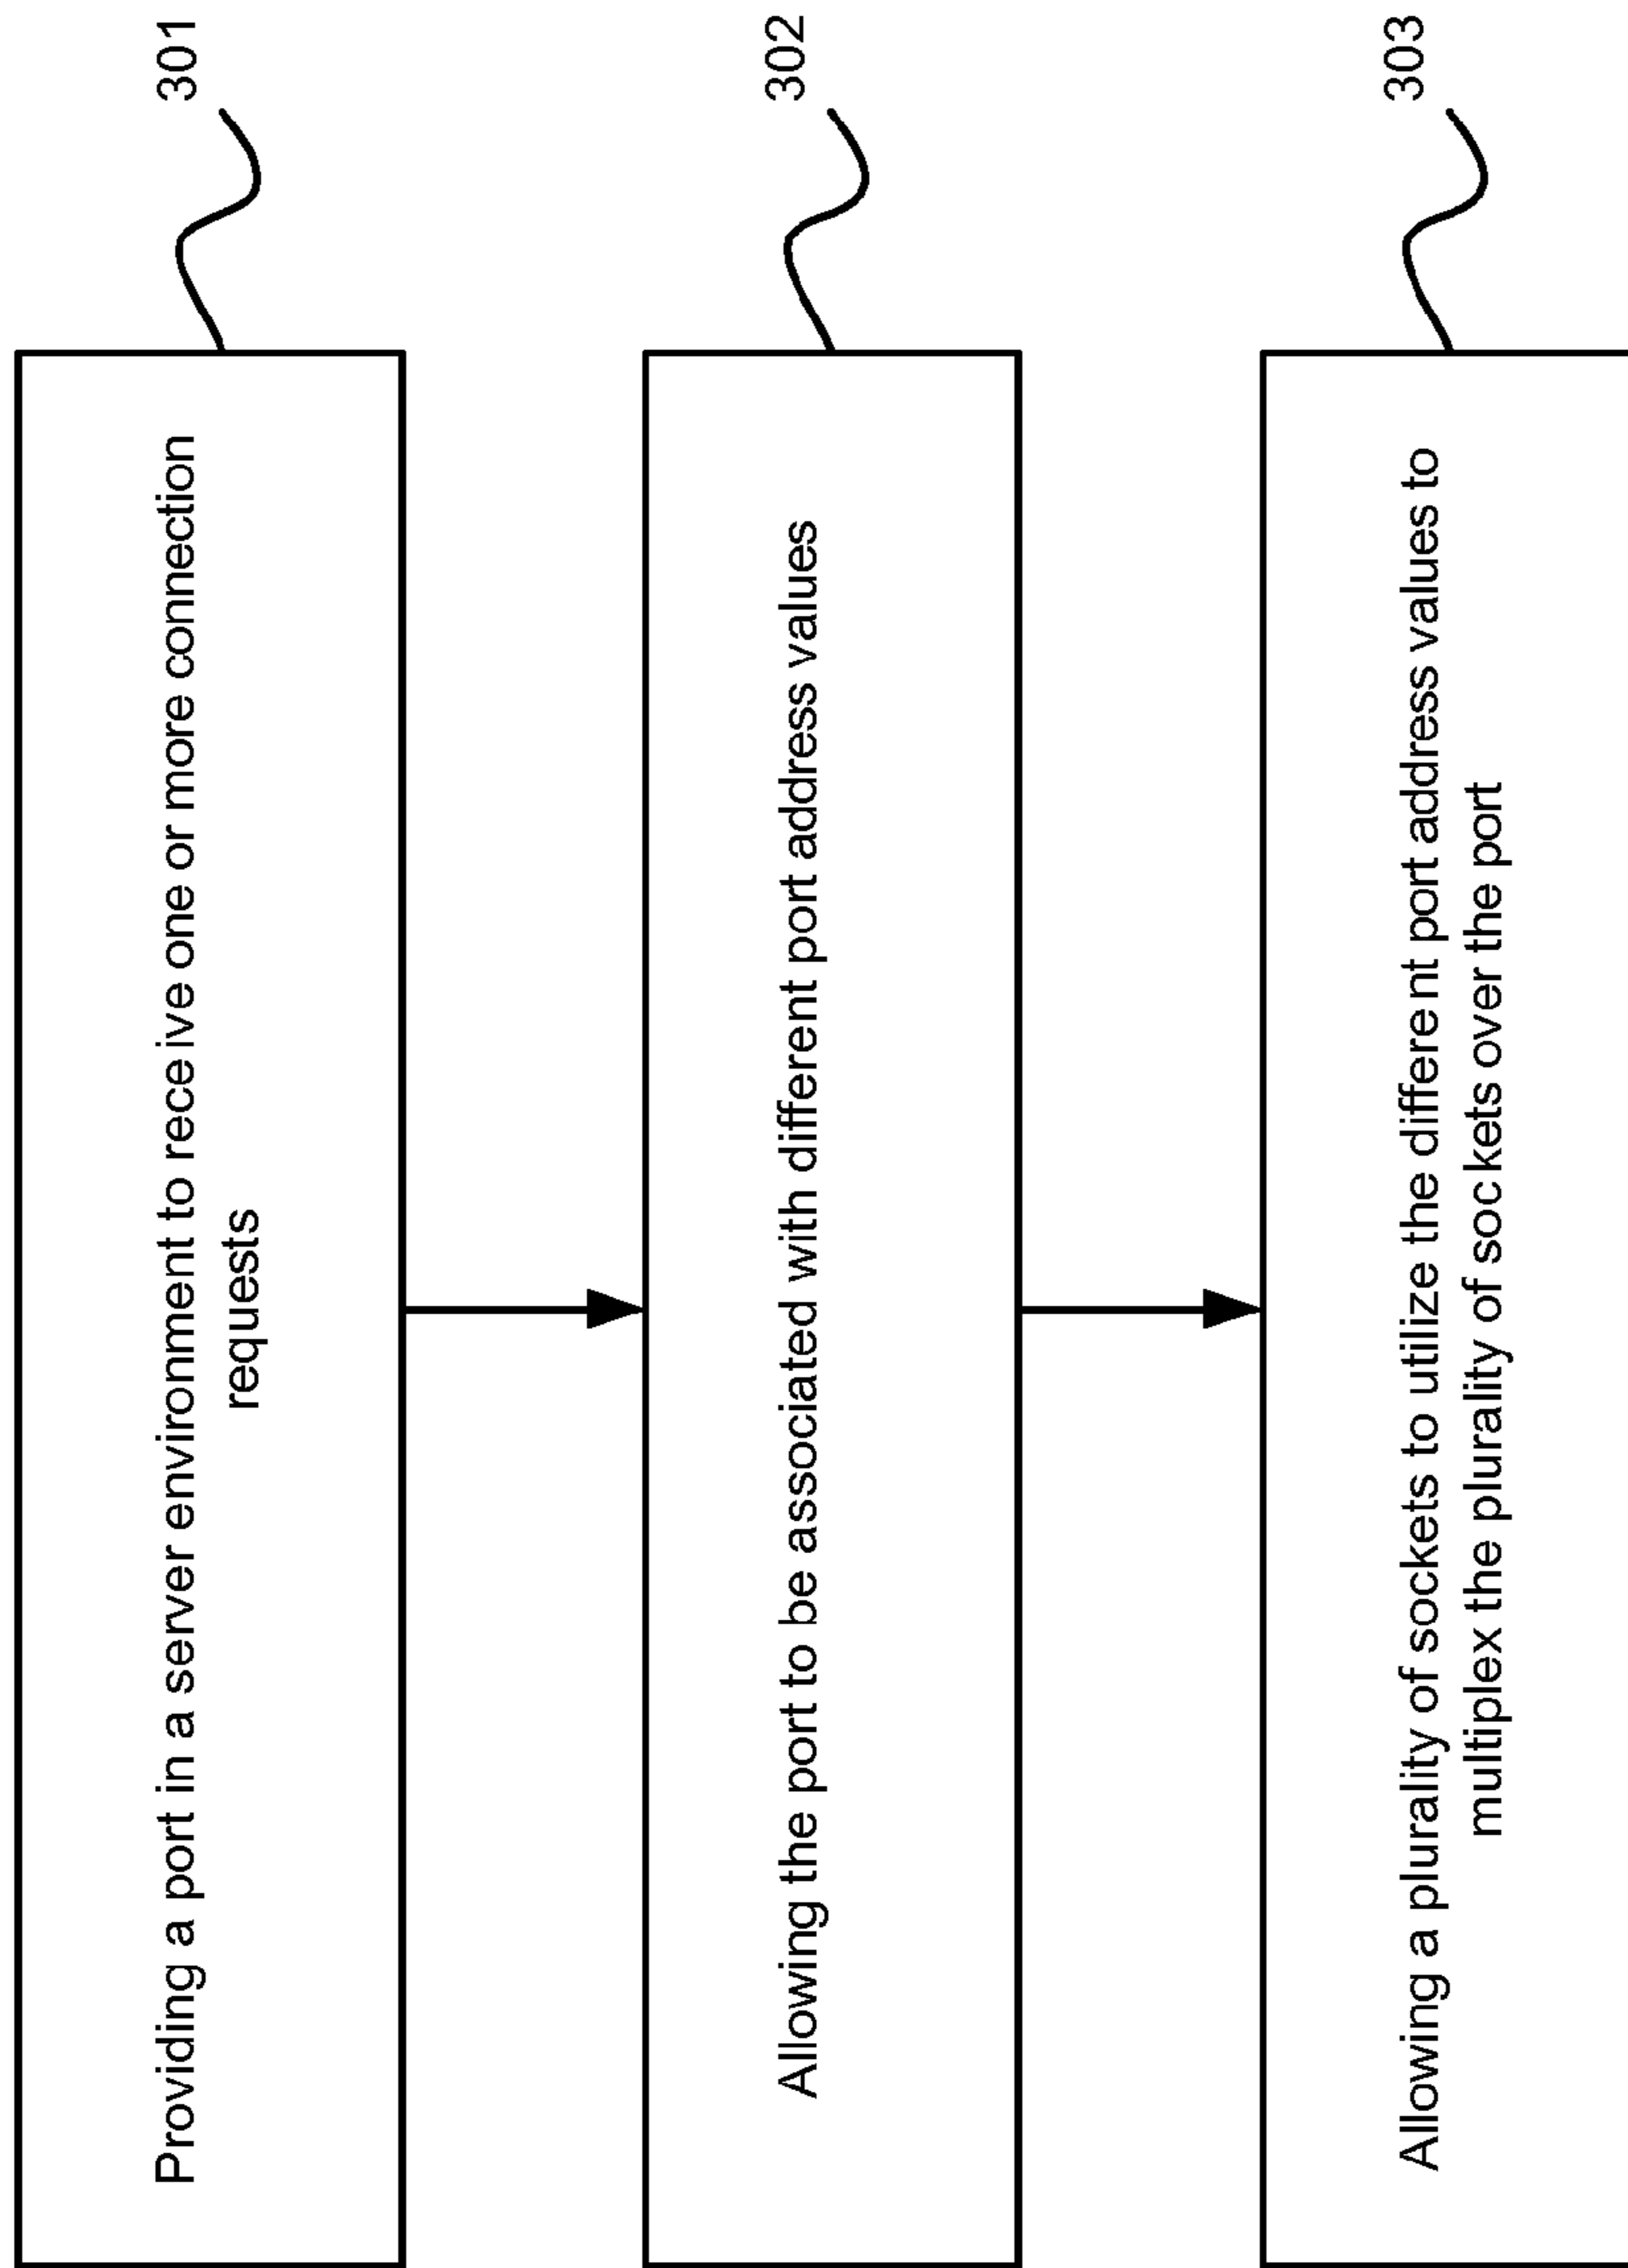 Providing a port in a server environment to receive one or more connection
requests
301
Allowing the port to be associated with different port address values
302
Allowing a plurality of sockets to utilize the different port address values to
multiplex the plurality of sockets over the port
303